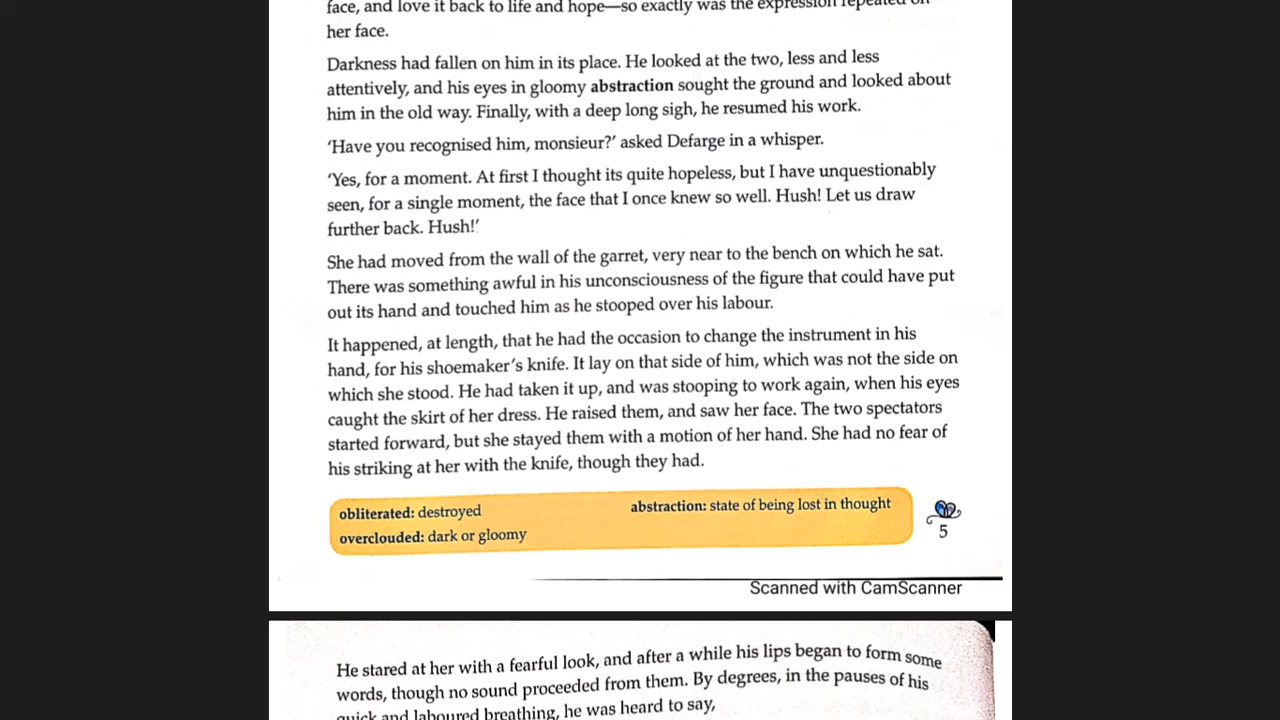 face, and love it back to life and hope—so exactly was the expression repeated on
her face.
Darkness had fallen on him in its place. He looked at the two, less and less
attentively, and his eyes in gloomy abstraction sought the ground and looked about
him in the old way. Finally, with a deep long sigh, he resumed his work.
‘Have you recognised him, monsieur?’ asked Defarge in a whisper.
‘Yes, for a moment. At first I thought its quite hopeless, but I have unquestionably
seen, for a single moment, the face that I once knew so well. Hush! Let us draw
further back. Hush!’
She had moved from the wall of the garret, very near to the bench on which he sat.
There was something awful in his unconsciousness of the figure that could have put
out its hand and touched him as he stooped over his labour.
It happened, at length, that he had the occasion to change the instrument in his
hand, for his shoemaker’s knife. It lay on that side of him, which was not the side on
which she stood. He had taken it up, and was stooping to work again, when his eyes
caught the skirt of her dress. He raised them, and saw her face. The two spectators
started forward, but she stayed them with a motion of her hand. She had no fear of
his striking at her with the knife, though they had.
obliterated: destroyed
abstraction: state of being lost in thought
overclouded: dark or gloomy
5
Scanned with CamScanner
He stared at her with a fearful look, and after a while his lips began to form some
words, though no sound proceeded from them. By degrees, in the pauses of his
quick and laboured breathing, he was heard to say,